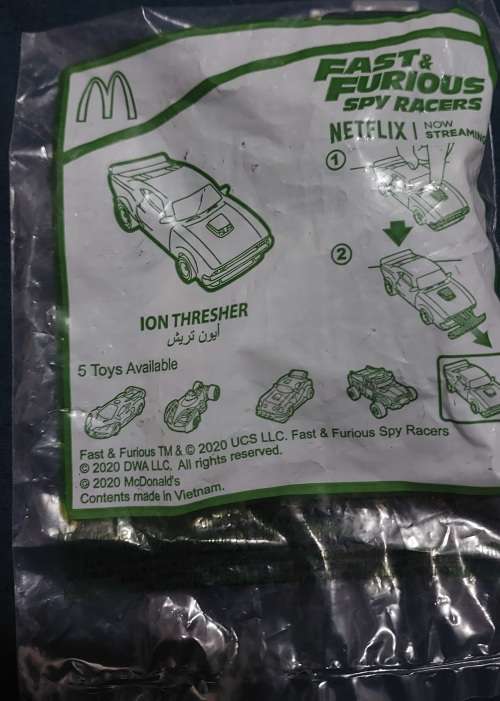 FAST &
FURIOUS
SPY RACERS
NETFLIX | NOW STREAMING
1
2
ION THRESHER
أيون تريش
5 Toys Available
Fast & Furious TM & © 2020 UCS LLC. Fast & Furious Spy Racers
© 2020 DWA LLC. All rights reserved.
© 2020 McDonald's
Contents made in Vietnam.